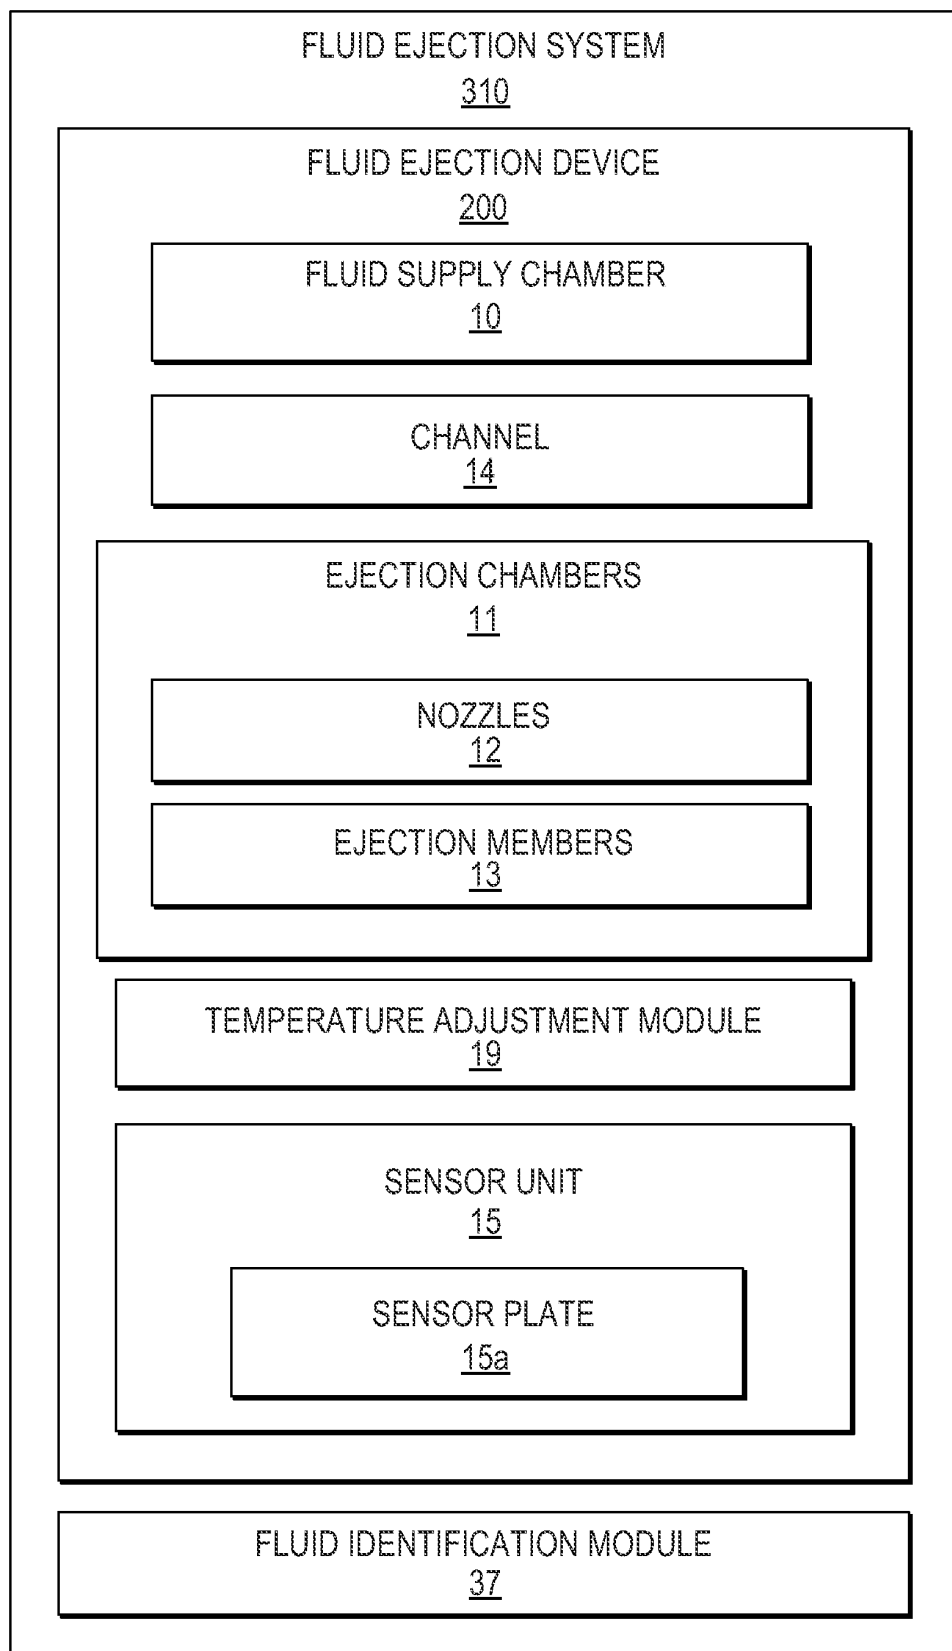 FLUID EJECTION SYSTEM
310
FLUID EJECTION DEVICE
200
FLUID SUPPLY CHAMBER
10
CHANNEL
14
EJECTION CHAMBERS
11
NOZZLES
12
EJECTION MEMBERS
13
TEMPERATURE ADJUSTMENT MODULE
19
SENSOR UNIT
15
SENSOR PLATE
15a
FLUID IDENTIFICATION MODULE
37